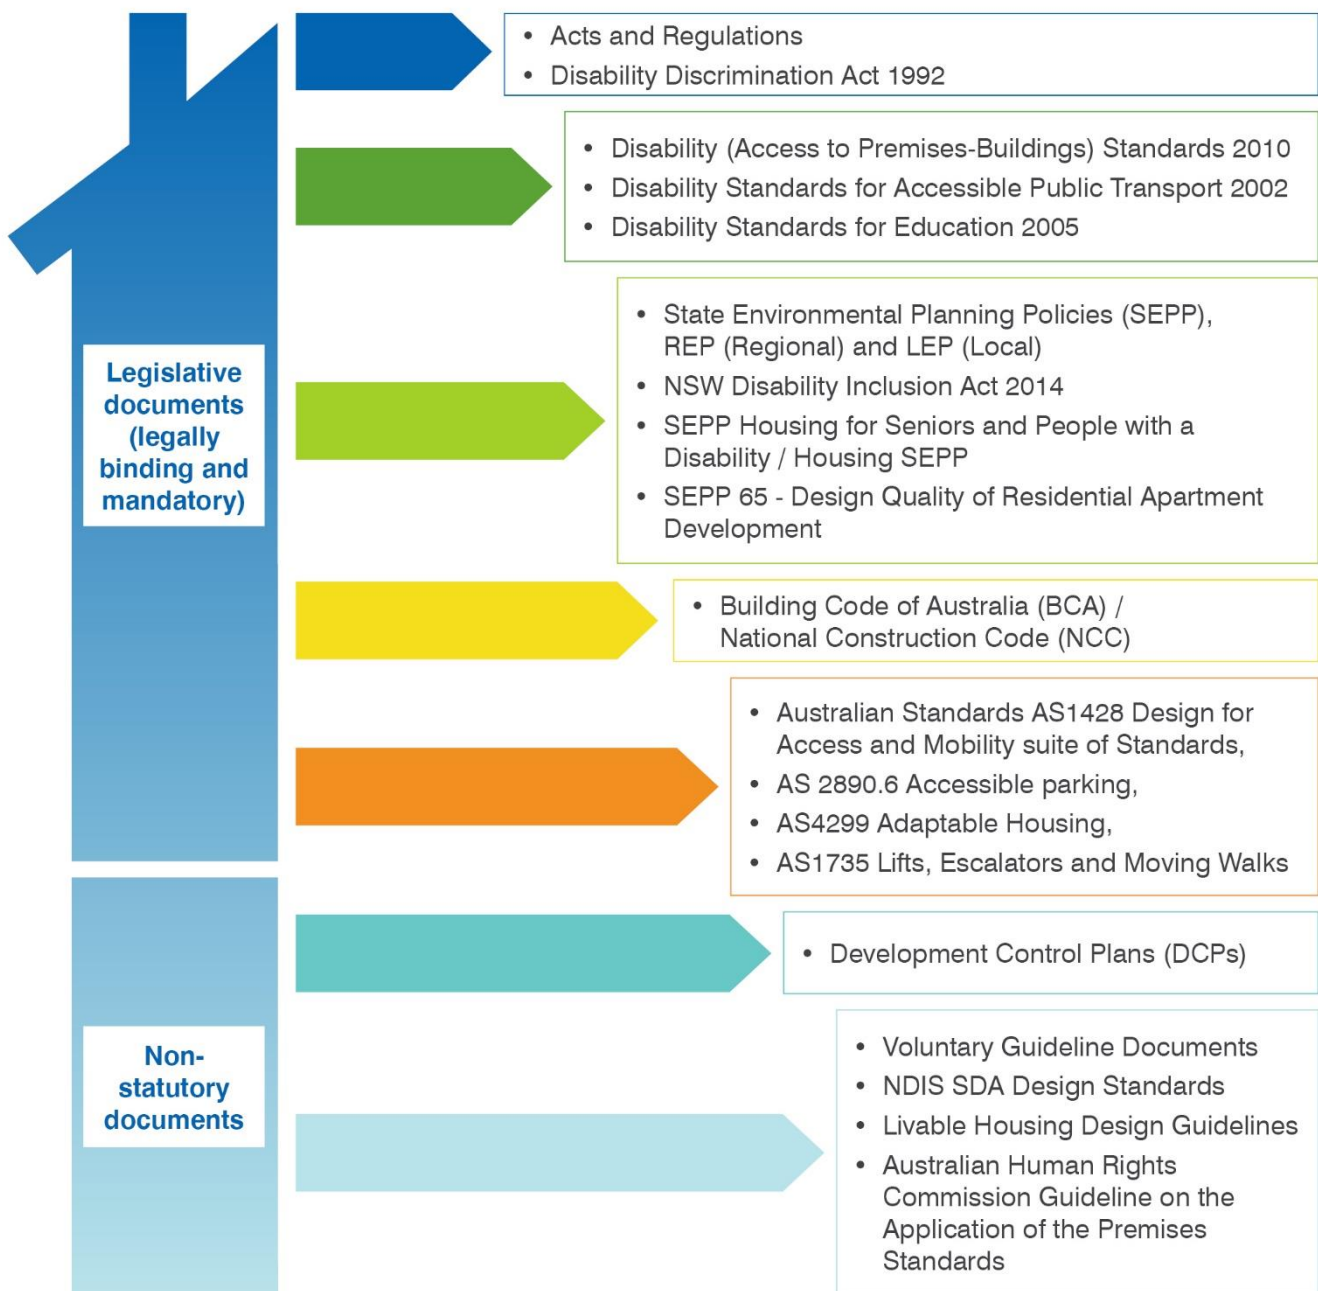 • Acts and Regulations
• Disability Discrimination Act 1992
• Disability (Access to Premises-Buildings) Standards 2010
• Disability Standards for Accessible Public Transport 2002
• Disability Standards for Education 2005
Legislative
documents
(legally
binding and
mandatory)
• State Environmental Planning Policies (SEPP),
REP (Regional) and LEP (Local)
• NSW Disability Inclusion Act 2014
• SEPP Housing for Seniors and People with a
Disability / Housing SEPP
• SEPP 65 - Design Quality of Residential Apartment
Development
• Building Code of Australia (BCA) /
National Construction Code (NCC)
• Australian Standards AS1428 Design for
Access and Mobility suite of Standards,
• AS 2890.6 Accessible parking,
• AS4299 Adaptable Housing,
• AS1735 Lifts, Escalators and Moving Walks
Non-
statutory
documents
• Development Control Plans (DCPs)
• Voluntary Guideline Documents
• NDIS SDA Design Standards
• Livable Housing Design Guidelines
• Australian Human Rights
Commission Guideline on the
Application of the Premises
Standards